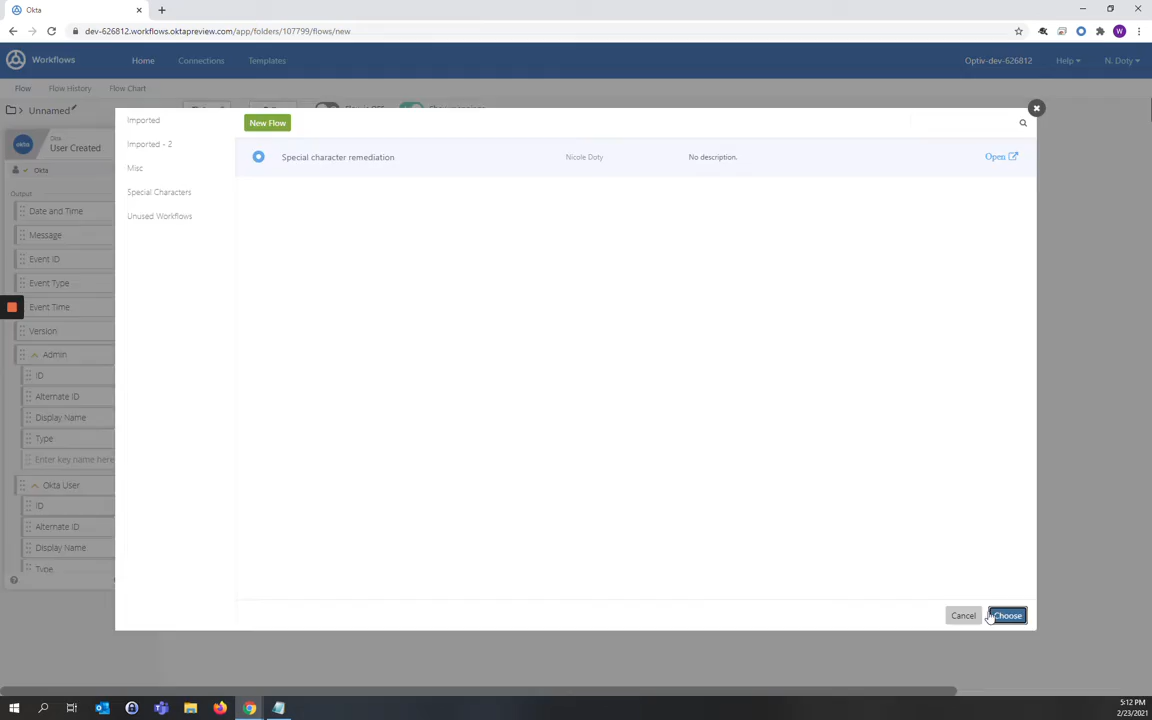 Okta
dev-626812.workflows.oktapreview.com/app/folders/107799/flows/new
W
Workflows
Home
Connections
Templates
Optiv-dev-626812
Help
N. Doty
Flow
Flow History
Flow Chart
Unnamed
okta
Okta
User Created
Okta
Output
Date and Time
Message
Event ID
Event Type
Event Time
Version
Admin
ID
Alternate ID
Display Name
Type
Enter key name here
Okta User
ID
Alternate ID
Display Name
Type
Imported
Imported - 2
Misc
Special Characters
Unused Workflows
New Flow
Special character remediation
Nicole Doty
No description.
Open
Cancel
Choose
5:12 PM
2/23/2021